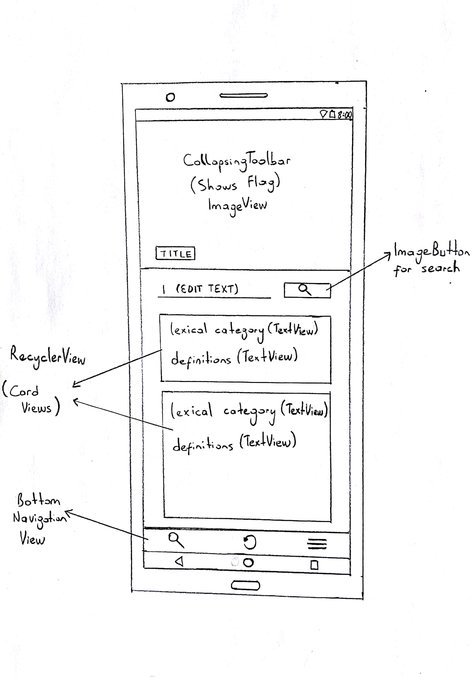 8:00
CollapsingToolbar
(Shows Flag)
ImageView
TITLE
ImageButton
for search
(EDIT TEXT)
lexical category (TextView)
definitions (TextView)
RecyclerView
(Card
Views)
lexical category (TextView)
definitions (TextView)
Bottom
Navigation
View